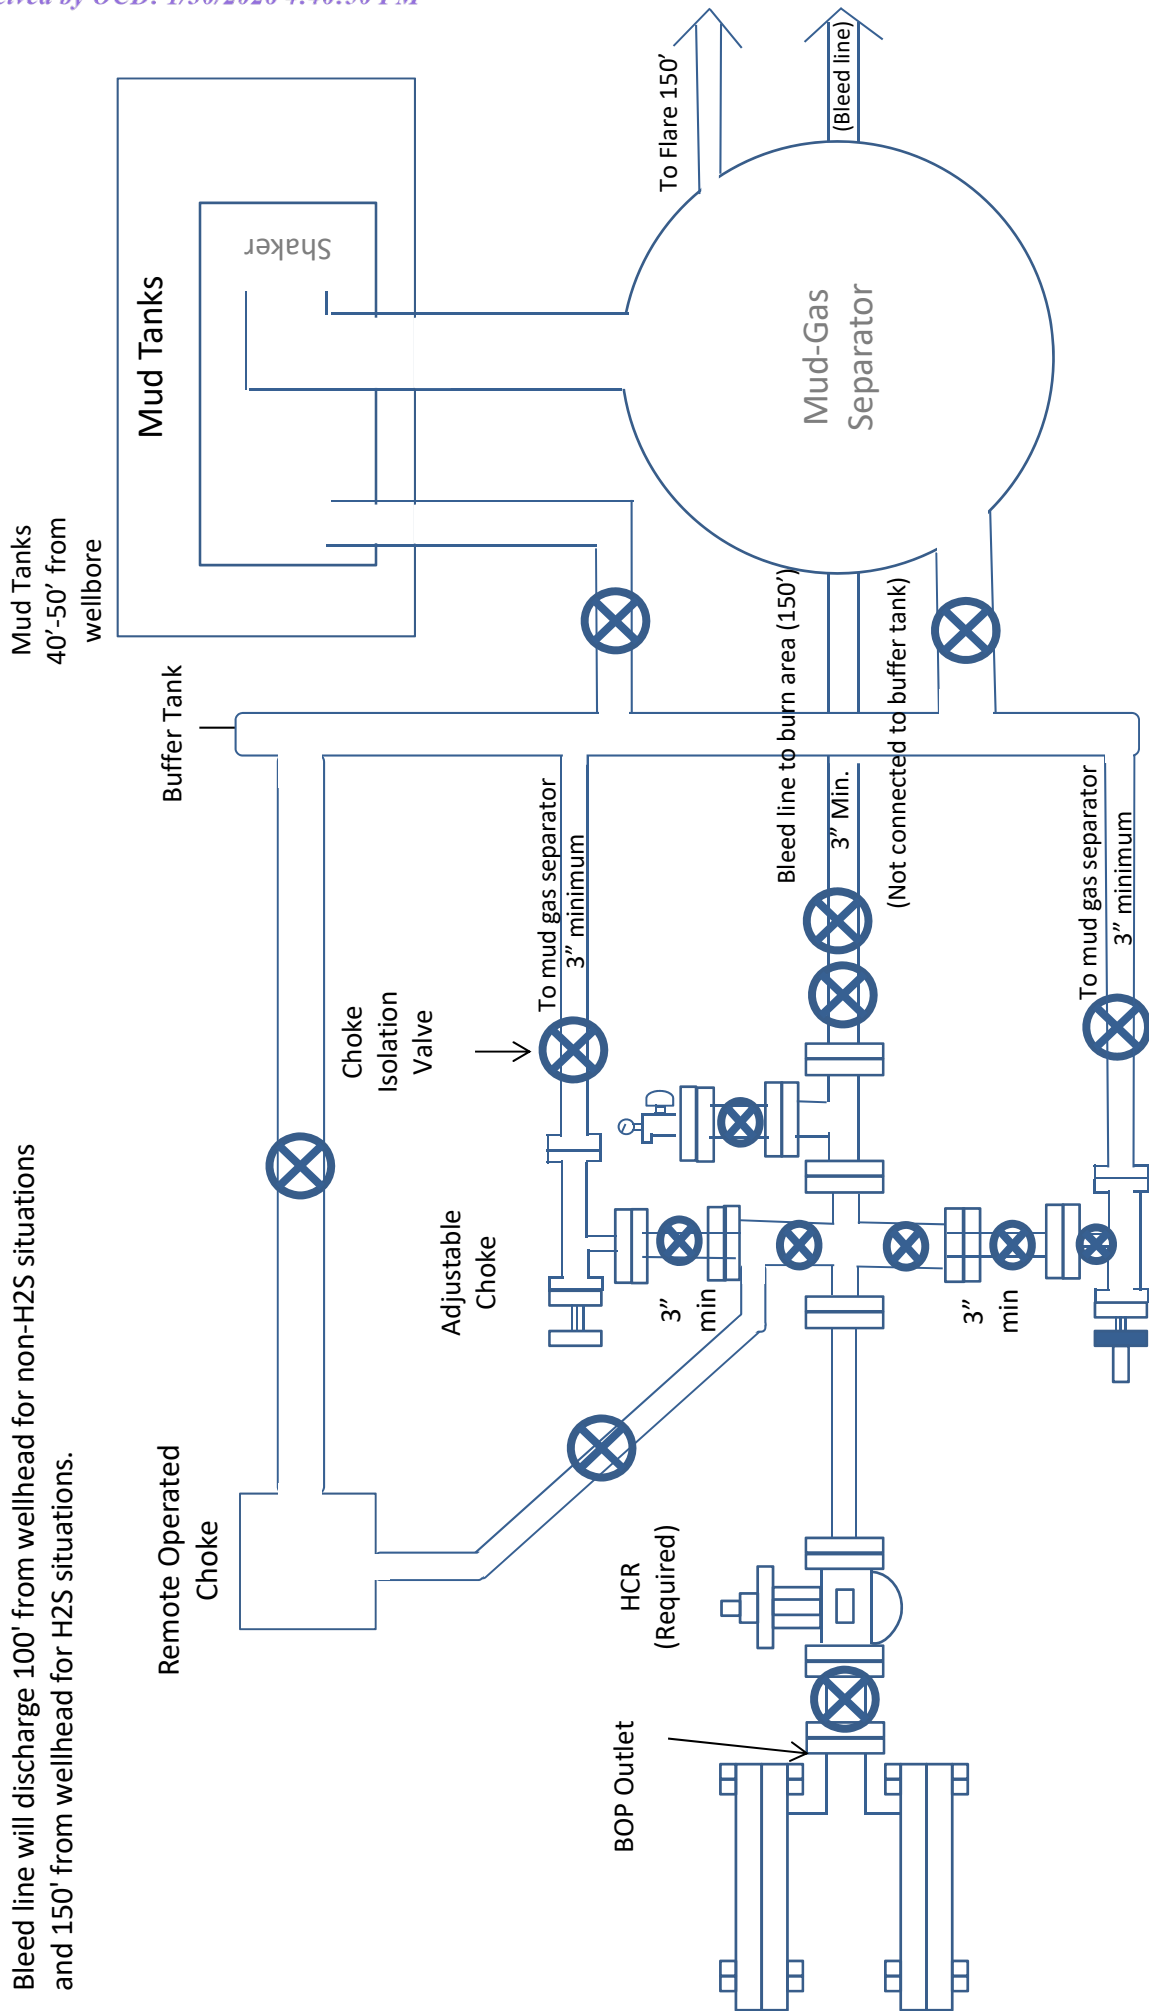 by OCD: PM
Bleed line will discharge 100' from wellhead for non-H2S situations
and 150' from wellhead for H2S situations.
Mud Tanks
40’-50’ from
wellbore
Mud Tanks
Shaker
Buffer Tank
Remote Operated
Choke
Choke
Isolation
Valve
Adjustable
Choke
To mud gas separator
3” minimum
To Flare 150’
(Bleed line)
Mud-Gas
Separator
3”
min
HCR
(Required)
BOP Outlet
Bleed line to burn area (150’)
3” Min.
(Not connected to buffer tank)
3”
min
To mud gas separator
3” minimum